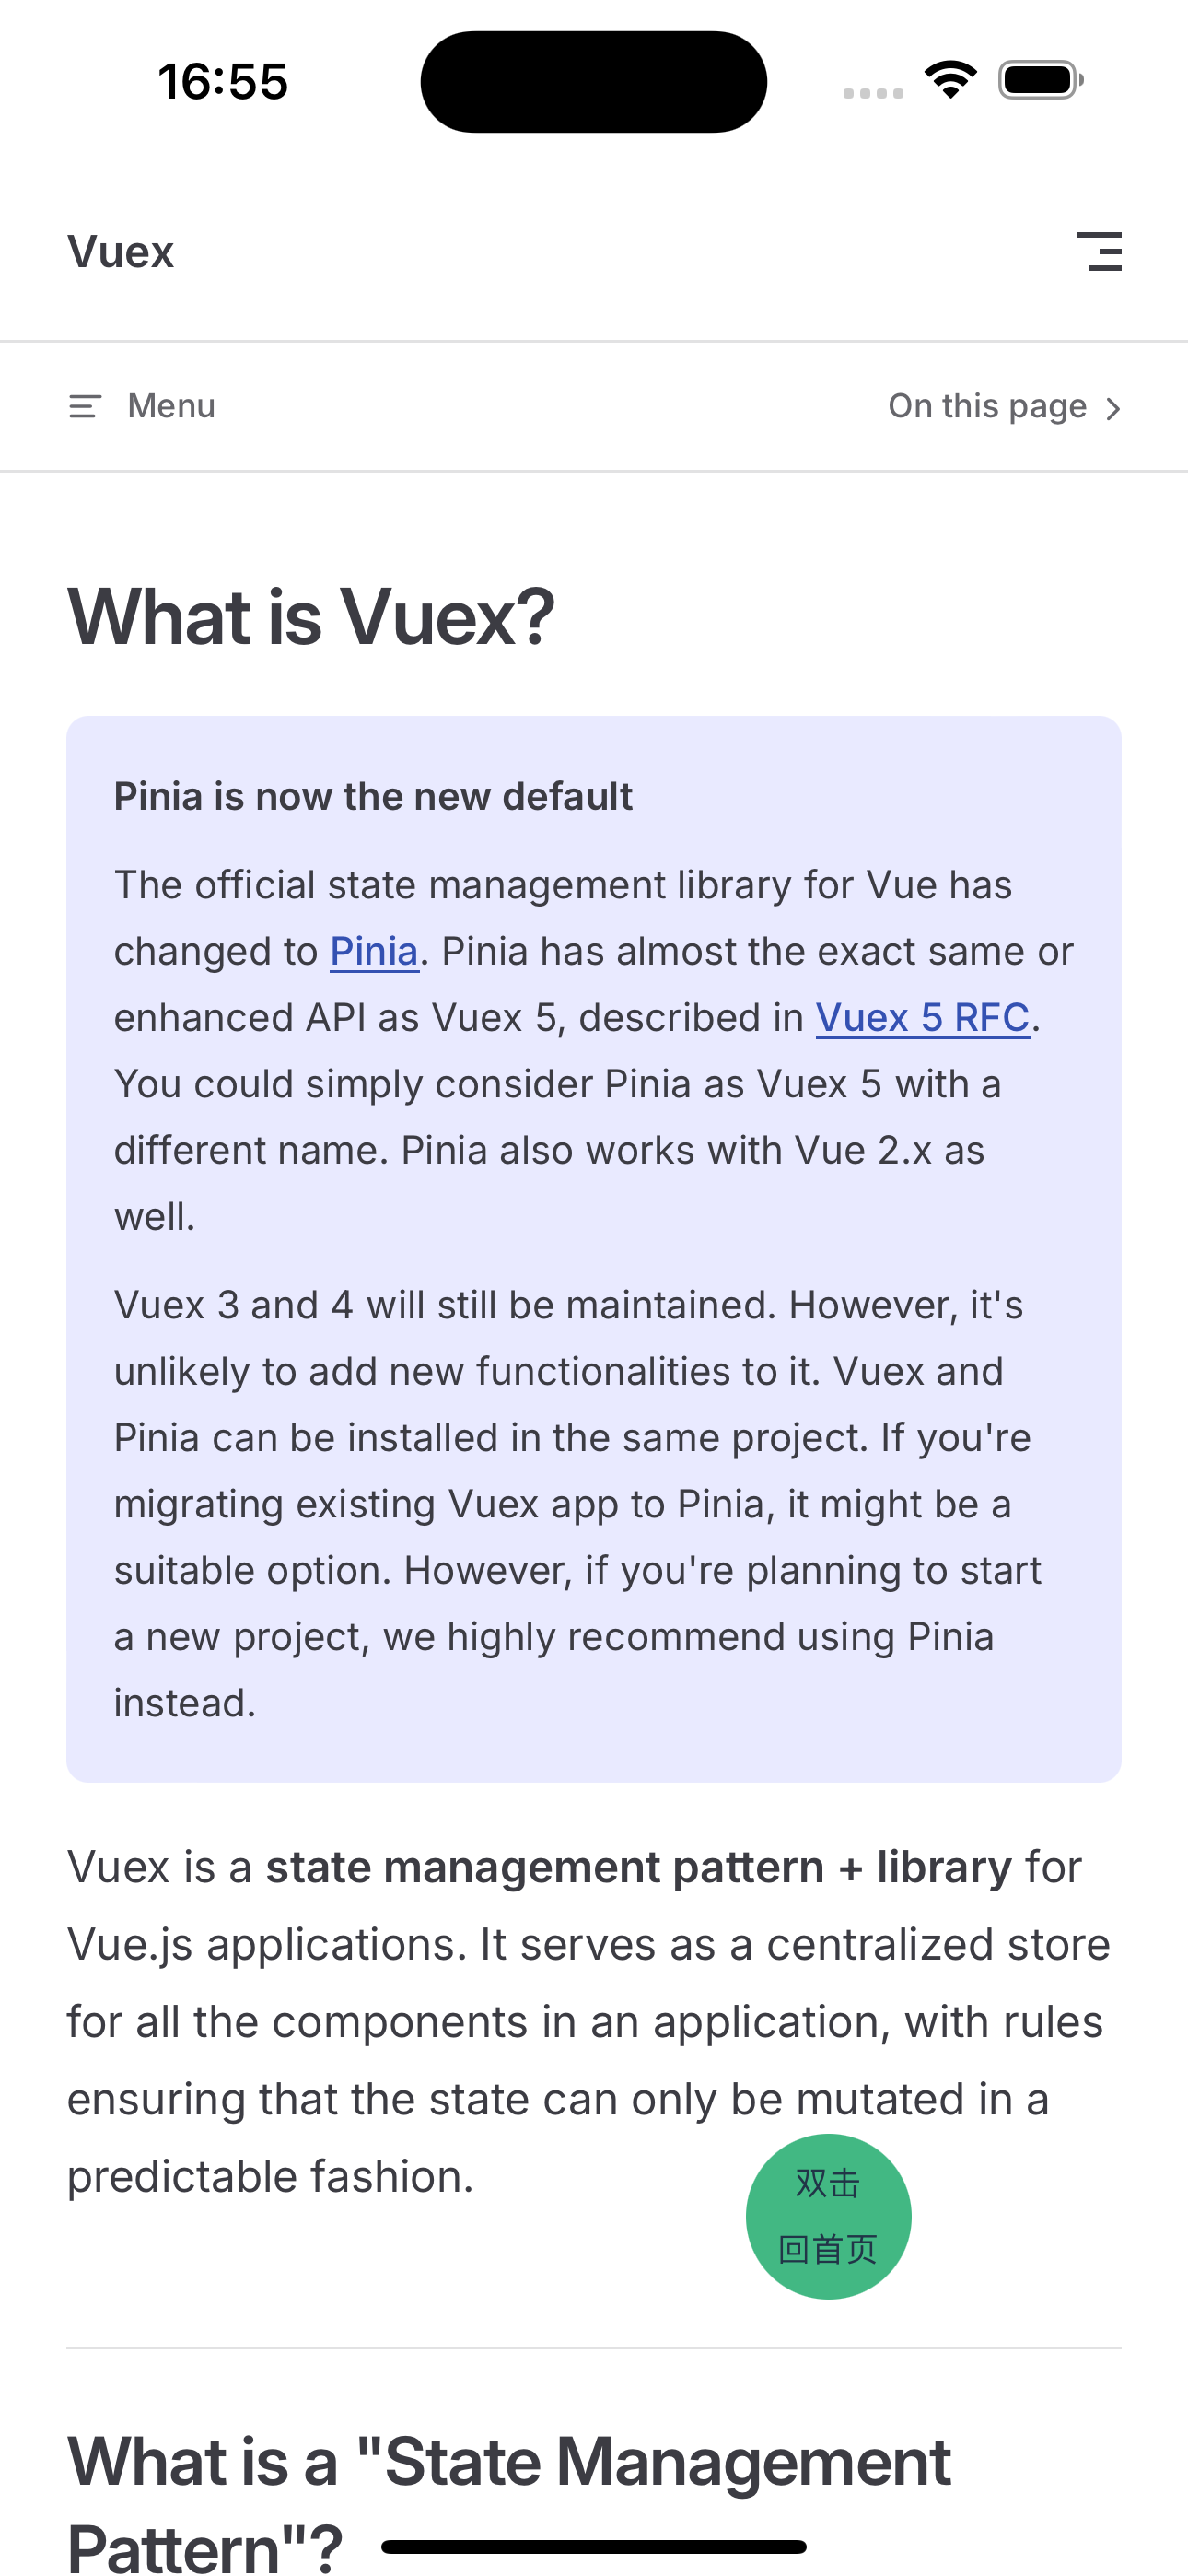 16:55
Vuex
Menu
On this page
What is Vuex?
Pinia is now the new default
The official state management library for Vue has
changed to Pinia. Pinia has almost the exact same or
enhanced API as Vuex 5, described in Vuex 5 RFC.
You could simply consider Pinia as Vuex 5 with a
different name. Pinia also works with Vue 2.x as
well.
Vuex 3 and 4 will still be maintained. However, it's
unlikely to add new functionalities to it. Vuex and
Pinia can be installed in the same project. If you're
migrating existing Vuex app to Pinia, it might be a
suitable option. However, if you're planning to start
a new project, we highly recommend using Pinia
instead.
Vuex is a state management pattern + library for
Vue.js applications. It serves as a centralized store
for all the components in an application, with rules
ensuring that the state can only be mutated in a
predictable fashion.
双击
回首页
What is a "State Management
Pattern"?